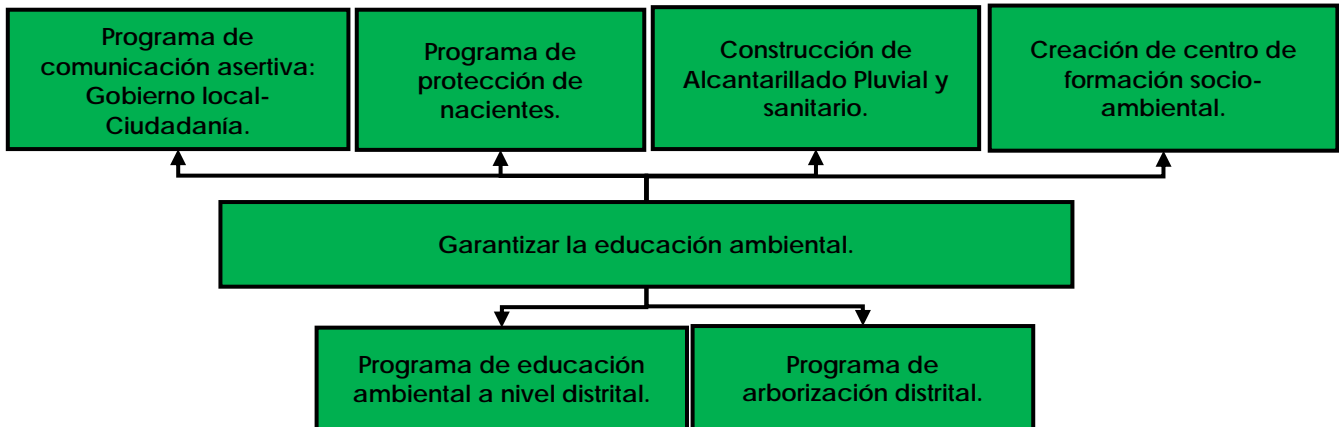 Programa de
comunicación asertiva:
Gobierno local-
Ciudadanía.
Programa de
protección de
nacientes.
Construcción de
Alcantarillado Pluvial y
sanitario.
Creación de centro de
formación socio-
ambiental.
Garantizar la educación ambiental.
Programa de educación
ambiental a nivel distrital.
Programa de
arborización distrital.